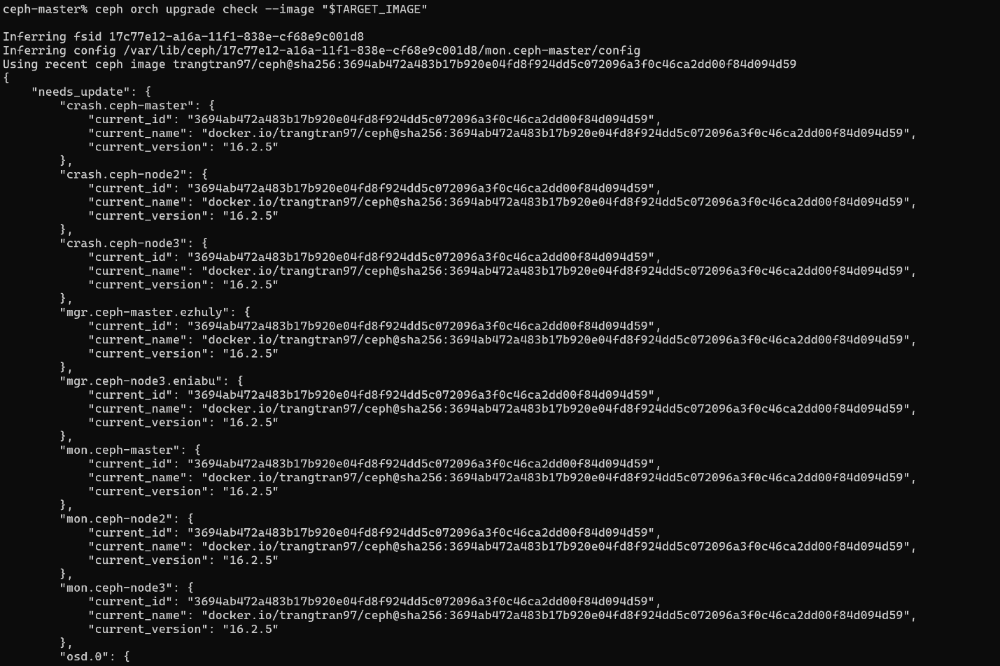 ceph-master% ceph orch upgrade check --image "$TARGET_IMAGE"
Inferring fsid 17c77e12-a16a-11f1-838e-cf68e9c001d8
Inferring config /var/lib/ceph/17c77e12-a16a-11f1-838e-cf68e9c001d8/mon.ceph-master/config
Using recent ceph image trangtran97/ceph@sha256:3694ab472a483b17b920e04fd8f924dd5c072096a3f0c46ca2dd00f84d094d59
{
    "needs_update": {
        "crash.ceph-master": {
            "current_id": "3694ab472a483b17b920e04fd8f924dd5c072096a3f0c46ca2dd00f84d094d59",
            "current_name": "docker.io/trangtran97/ceph@sha256:3694ab472a483b17b920e04fd8f924dd5c072096a3f0c46ca2dd00f84d094d59",
            "current_version": "16.2.5"
        },
        "crash.ceph-node2": {
            "current_id": "3694ab472a483b17b920e04fd8f924dd5c072096a3f0c46ca2dd00f84d094d59",
            "current_name": "docker.io/trangtran97/ceph@sha256:3694ab472a483b17b920e04fd8f924dd5c072096a3f0c46ca2dd00f84d094d59",
            "current_version": "16.2.5"
        },
        "crash.ceph-node3": {
            "current_id": "3694ab472a483b17b920e04fd8f924dd5c072096a3f0c46ca2dd00f84d094d59",
            "current_name": "docker.io/trangtran97/ceph@sha256:3694ab472a483b17b920e04fd8f924dd5c072096a3f0c46ca2dd00f84d094d59",
            "current_version": "16.2.5"
        },
        "mgr.ceph-master.ezhuly": {
            "current_id": "3694ab472a483b17b920e04fd8f924dd5c072096a3f0c46ca2dd00f84d094d59",
            "current_name": "docker.io/trangtran97/ceph@sha256:3694ab472a483b17b920e04fd8f924dd5c072096a3f0c46ca2dd00f84d094d59",
            "current_version": "16.2.5"
        },
        "mgr.ceph-node3.eniabu": {
            "current_id": "3694ab472a483b17b920e04fd8f924dd5c072096a3f0c46ca2dd00f84d094d59",
            "current_name": "docker.io/trangtran97/ceph@sha256:3694ab472a483b17b920e04fd8f924dd5c072096a3f0c46ca2dd00f84d094d59",
            "current_version": "16.2.5"
        },
        "mon.ceph-master": {
            "current_id": "3694ab472a483b17b920e04fd8f924dd5c072096a3f0c46ca2dd00f84d094d59",
            "current_name": "docker.io/trangtran97/ceph@sha256:3694ab472a483b17b920e04fd8f924dd5c072096a3f0c46ca2dd00f84d094d59",
            "current_version": "16.2.5"
        },
        "mon.ceph-node2": {
            "current_id": "3694ab472a483b17b920e04fd8f924dd5c072096a3f0c46ca2dd00f84d094d59",
            "current_name": "docker.io/trangtran97/ceph@sha256:3694ab472a483b17b920e04fd8f924dd5c072096a3f0c46ca2dd00f84d094d59",
            "current_version": "16.2.5"
        },
        "mon.ceph-node3": {
            "current_id": "3694ab472a483b17b920e04fd8f924dd5c072096a3f0c46ca2dd00f84d094d59",
            "current_name": "docker.io/trangtran97/ceph@sha256:3694ab472a483b17b920e04fd8f924dd5c072096a3f0c46ca2dd00f84d094d59",
            "current_version": "16.2.5"
        },
        "osd.0": {